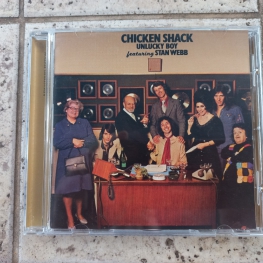 CHICKEN SHACK
UNLUCKY BOY
featuring STAN WEBB